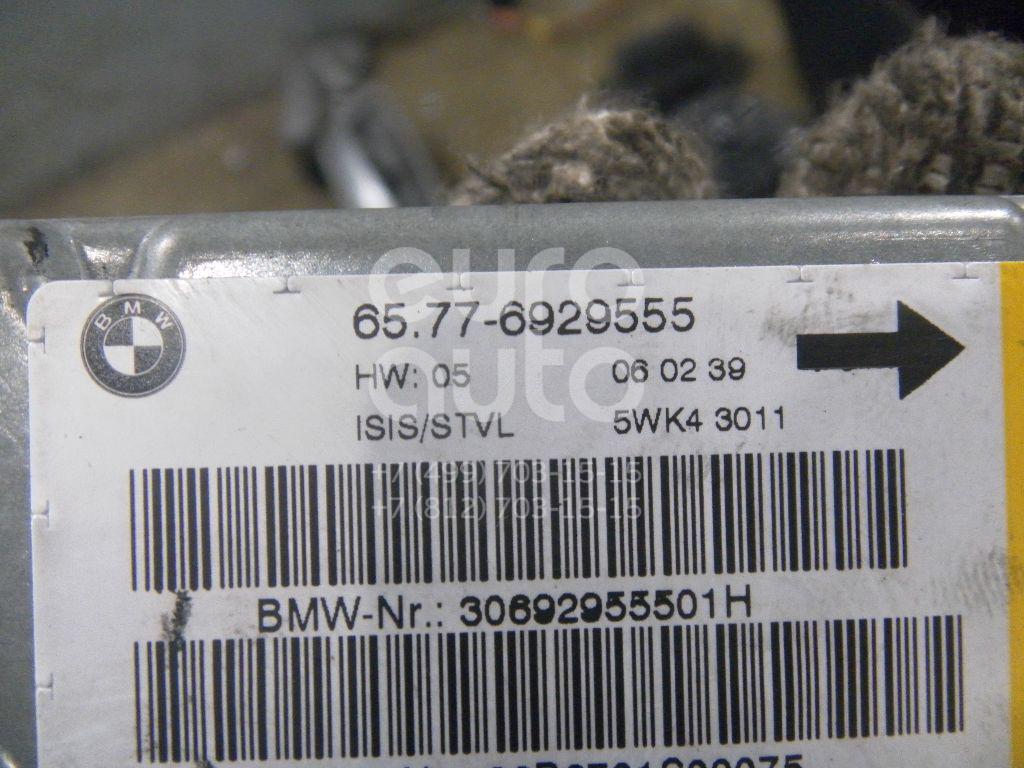 BMW
65.77-6929555
HW: 05 06 02 39
ISIS/STVL 5WK4 3011
euro
auto
+7 (499) 703-15-15
+7 (812) 703-15-15
BMW-Nr.: 30692955501H